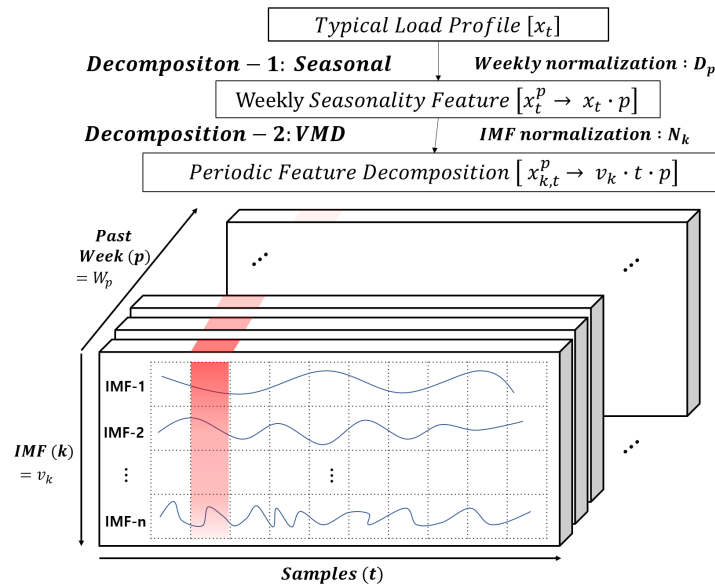 Typical Load Profile [x_t]
Decompositon − 1: Seasonal
Weekly normalization : D_p
Weekly Seasonality Feature [x_t^p → x_t · p]
Decomposition − 2: VMD
IMF normalization : N_k
Periodic Feature Decomposition [ x_{k,t}^p → v_k · t · p]
Past
Week (p)
= W_p
⋰
⋰
IMF-1
IMF-2
IMF (k)
= v_k
⋮
⋮
⋰
IMF-n
Samples (t)